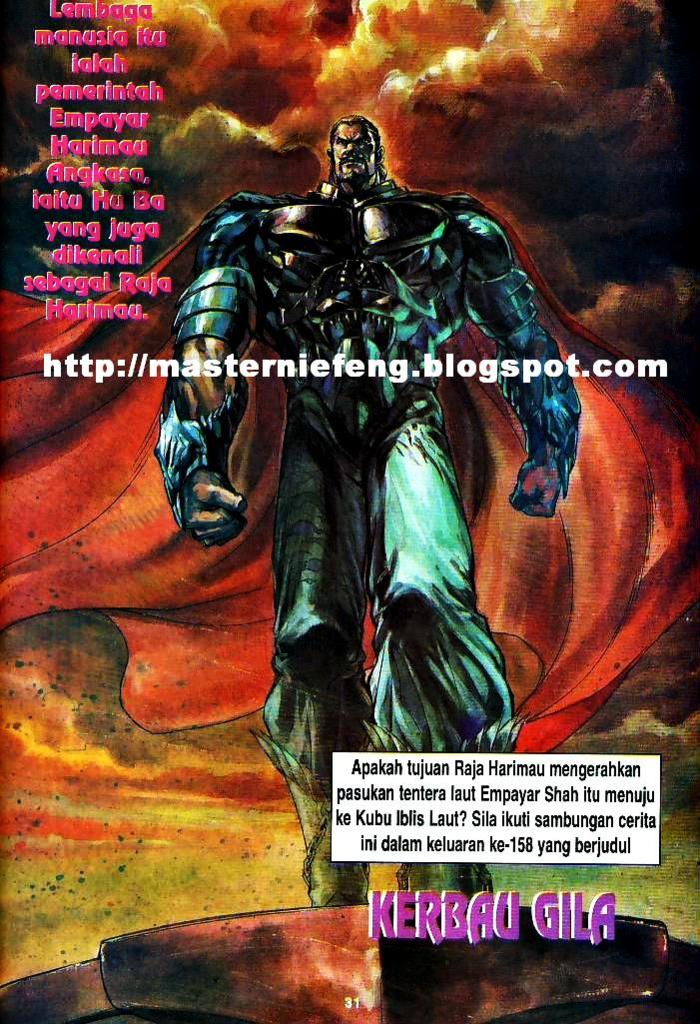 Lembaga
manusia itu
ialah
pemerintah
Empayar
Harimau
Angkasa,
iaitu Hu Ba
yang juga
dikenali
sebagai Raja
Harimau.
http://masterniefeng.blogspot.com
Apakah tujuan Raja Harimau mengerahkan
pasukan tentera laut Empayar Shah itu menuju
ke Kubu Iblis Laut? Sila ikuti sambungan cerita
ini dalam keluaran ke-158 yang berjudul
KERBAU GILA
31